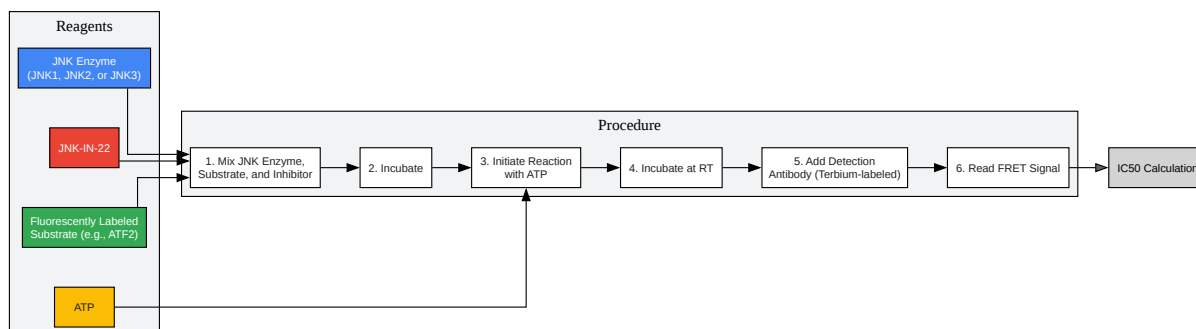 Reagents
JNK Enzyme
(JNK1, JNK2, or JNK3)
JNK-IN-22
Fluorescently Labeled
Substrate (e.g., ATF2)
ATP
Procedure
1. Mix JNK Enzyme,
Substrate, and Inhibitor
2. Incubate
3. Initiate Reaction
with ATP
4. Incubate at RT
5. Add Detection
Antibody (Terbium-labeled)
6. Read FRET Signal
IC50 Calculation